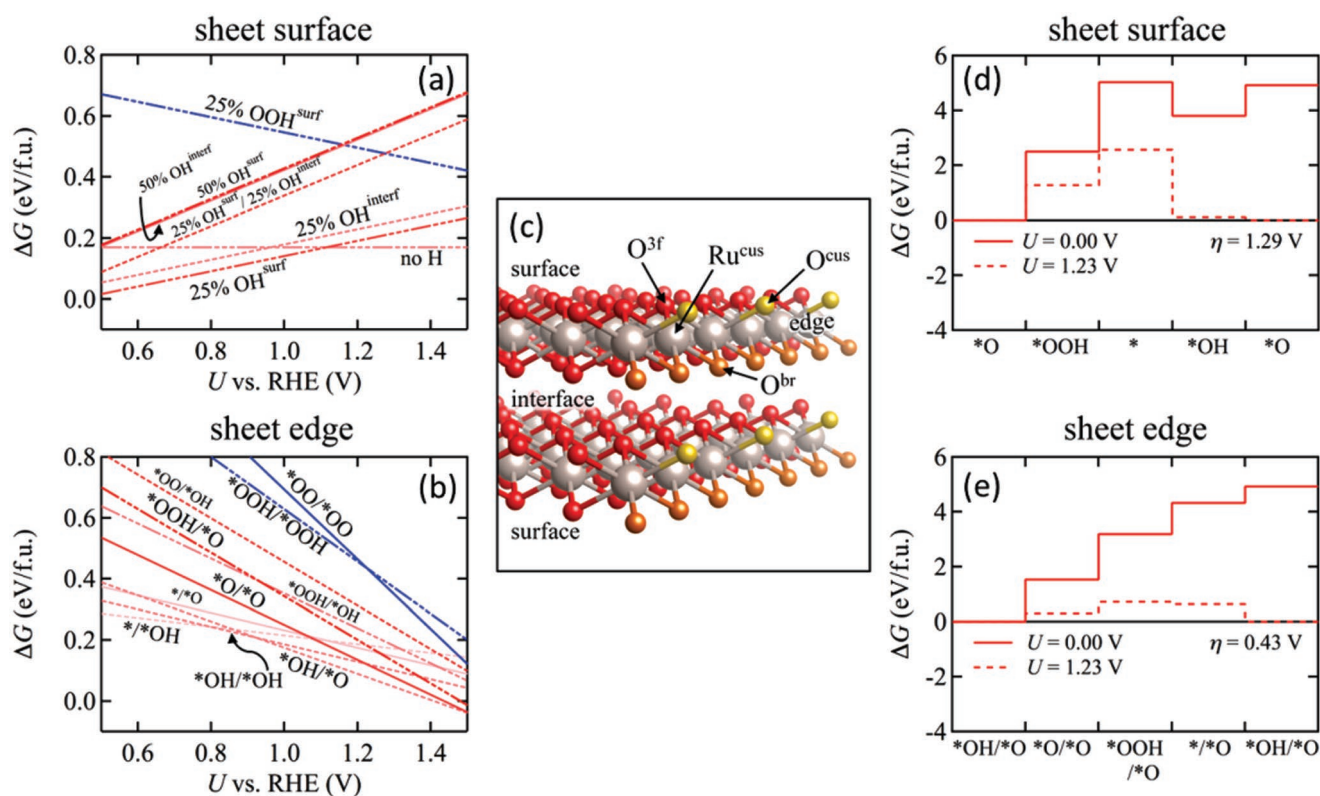 sheet surface
(a)
ΔG (eV/f.u.)
0.8
0.6
0.4
0.2
0.0
25% OOH^surf
50% OH^interf
50% OH^surf
25% OH^surf / 25% OH^interf
25% OH^interf
no H
25% OH^surf
0.6 0.8 1.0 1.2 1.4
U vs. RHE (V)
sheet edge
(b)
ΔG (eV/f.u.)
0.8
0.6
0.4
0.2
0.0
*OO/*OO
*OOH/*OOH
*OO/*OH
*OOH/*O
*O/*O
*OOH/*OH
*/*O
*/*OH
*OH/*O
*OH/*OH
0.6 0.8 1.0 1.2 1.4
U vs. RHE (V)
(c)
O^3f
Ru^cus
O^cus
surface
edge
O^br
interface
surface
sheet surface
(d)
ΔG (eV/f.u.)
6
4
2
0
-2
-4
U = 0.00 V
η = 1.29 V
U = 1.23 V
*O *OOH * *OH *O
sheet edge
(e)
ΔG (eV/f.u.)
6
4
2
0
-2
-4
U = 0.00 V
η = 0.43 V
U = 1.23 V
*OH/*O *O/*O *OOH */*O *OH/*O
/*O